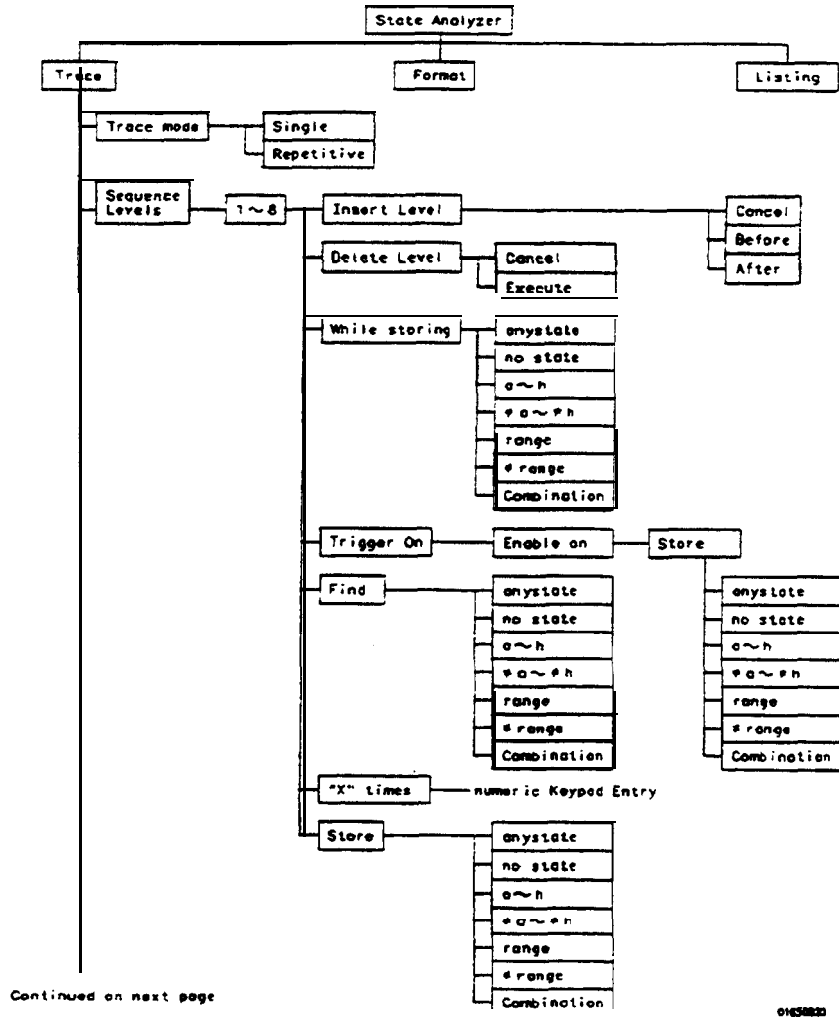 State Analyzer
Trace
Format
Listing
Trace mode
Single
Repetitive
Sequence
Levels
1~8
Insert Level
Cancel
Before
After
Delete Level
Cancel
Execute
While storing
anystate
no state
a~h
≠a~≠h
range
≠range
Combination
Trigger On
Enable on
Store
Find
anystate
no state
a~h
≠a~≠h
range
≠range
Combination
anystate
no state
a~h
≠a~≠h
range
≠range
Combination
"X" times
numeric Keypad Entry
Store
anystate
no state
a~h
≠a~≠h
range
≠range
Combination
Continued on next page